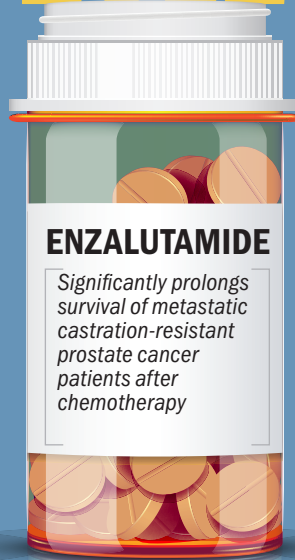 ENZALUTAMIDE
Significantly prolongs
survival of metastatic
castration-resistant
prostate cancer
patients after
chemotherapy